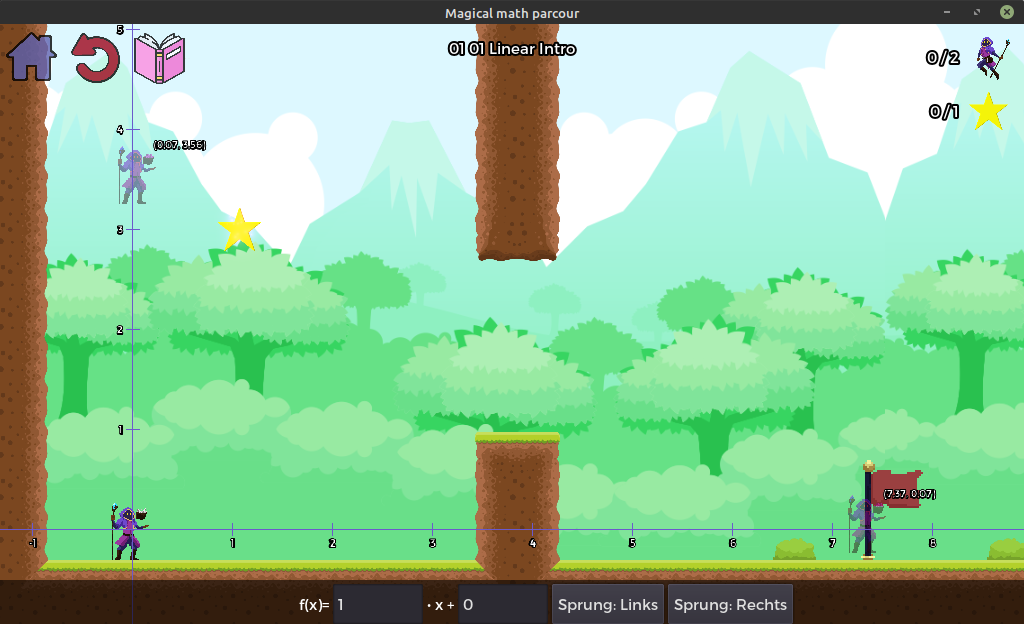 Magical math parcour
01 01 Linear Intro
0/2
0/1
5
4
(0.07, 3.56)
3
2
1
(7.37, 0.07)
-1 1 2 3 4 5 6 7 8
f(x)= 1 · x + 0 Sprung: Links Sprung: Rechts